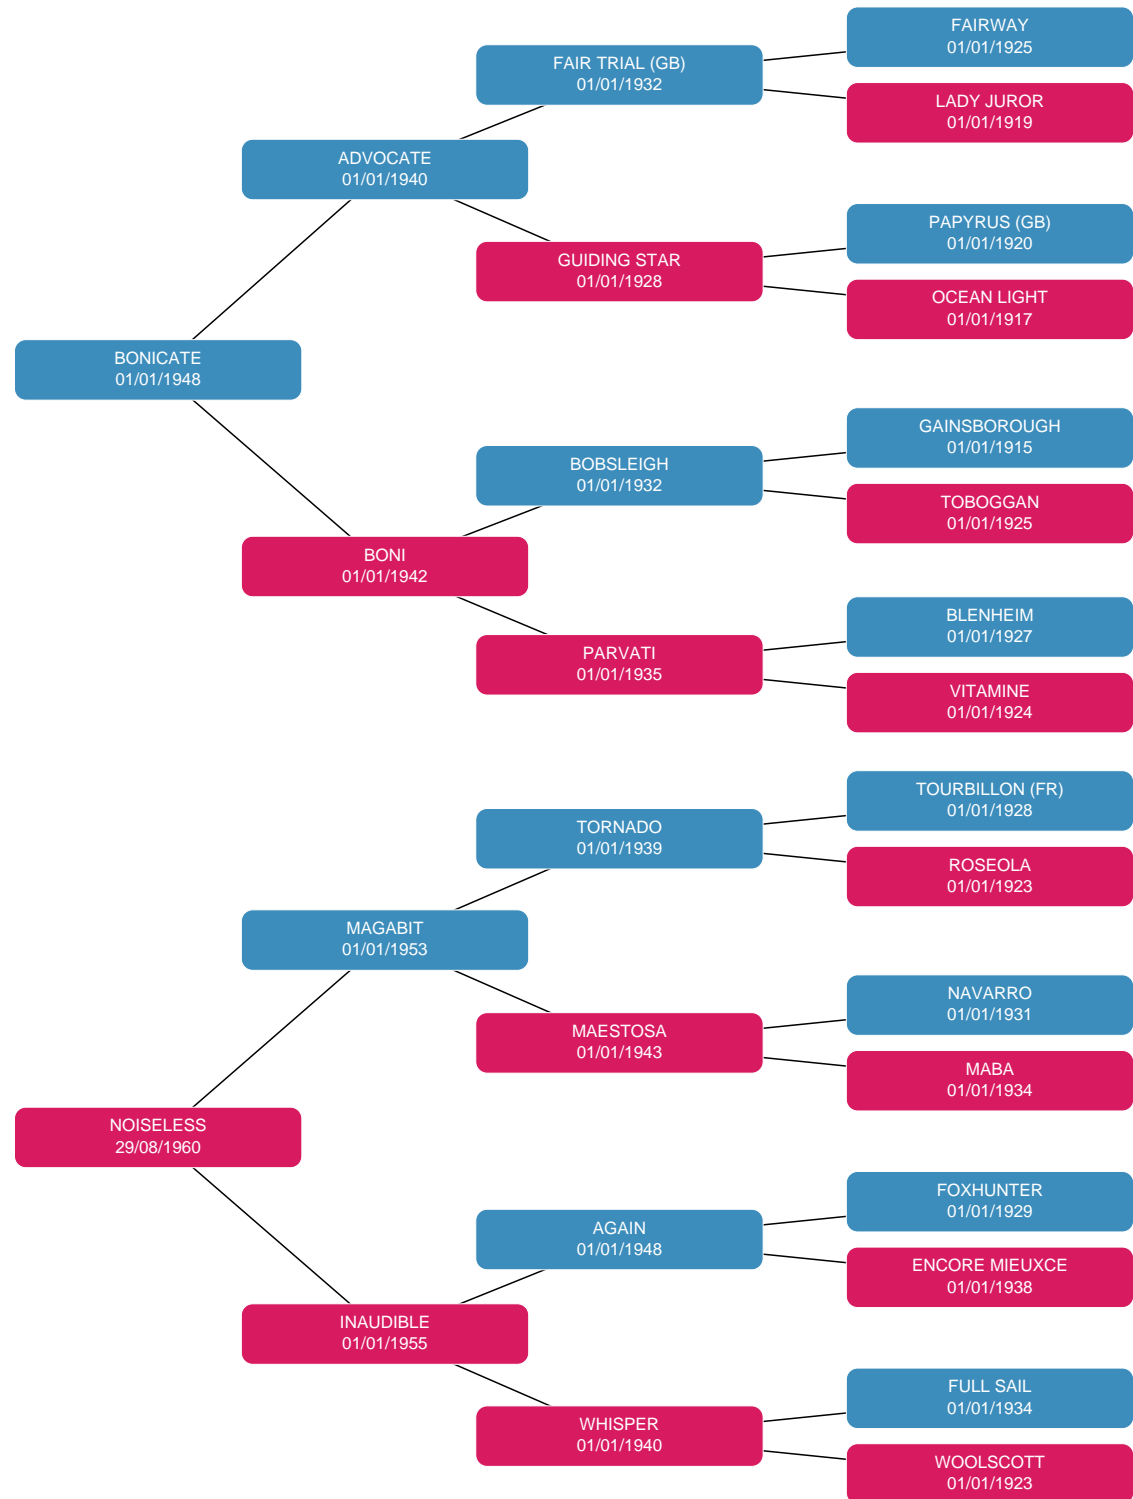 FAIRWAY
01/01/1925
FAIR TRIAL (GB)
01/01/1932
LADY JUROR
01/01/1919
ADVOCATE
01/01/1940
PAPYRUS (GB)
01/01/1920
GUIDING STAR
01/01/1928
OCEAN LIGHT
01/01/1917
BONICATE
01/01/1948
GAINSBOROUGH
01/01/1915
BOBSLEIGH
01/01/1932
TOBOGGAN
01/01/1925
BONI
01/01/1942
BLENHEIM
01/01/1927
PARVATI
01/01/1935
VITAMINE
01/01/1924
TOURBILLON (FR)
01/01/1928
TORNADO
01/01/1939
ROSEOLA
01/01/1923
MAGABIT
01/01/1953
NAVARRO
01/01/1931
MAESTOSA
01/01/1943
MABA
01/01/1934
NOISELESS
29/08/1960
FOXHUNTER
01/01/1929
AGAIN
01/01/1948
ENCORE MIEUXCE
01/01/1938
INAUDIBLE
01/01/1955
FULL SAIL
01/01/1934
WHISPER
01/01/1940
WOOLSCOTT
01/01/1923